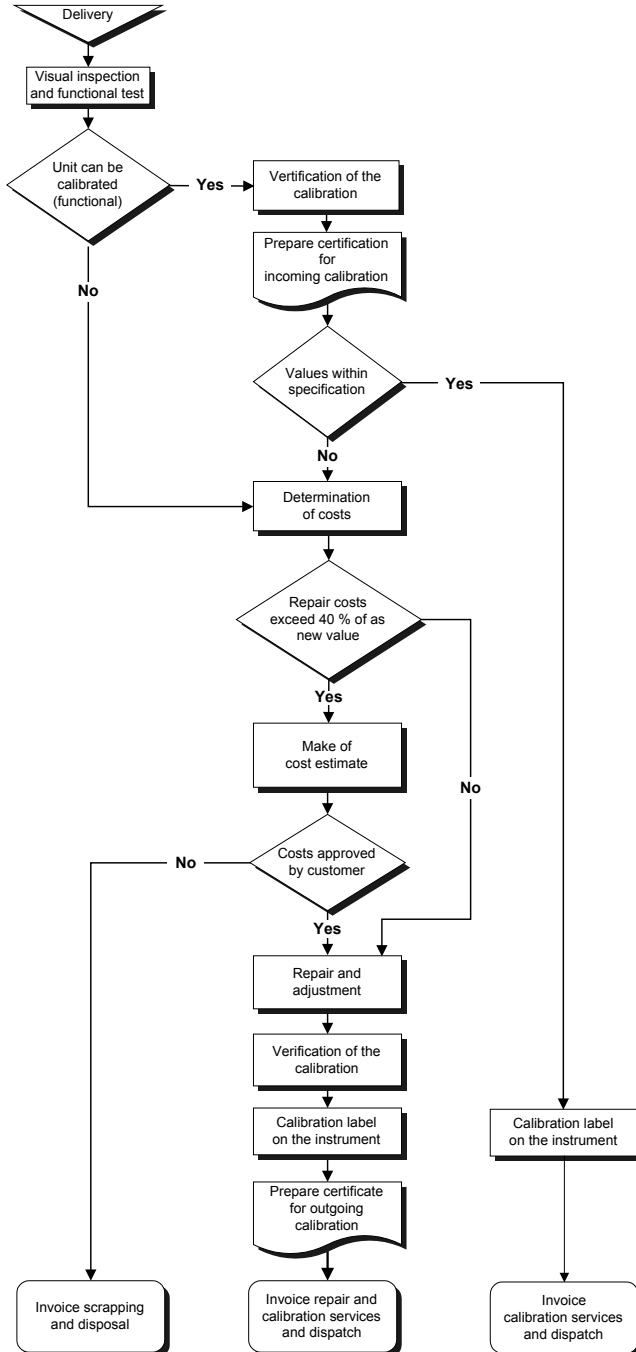 Delivery
Visual inspection
and functional test
Unit can be
calibrated
(functional)
Yes
Vertification of the
calibration
Prepare certification
for
incoming calibration
No
Values within
specification
Yes
No
Determination
of costs
Repair costs
exceed 40 % of as
new value
Yes
Make of
cost estimate
No
Costs approved
by customer
No
Yes
Repair and
adjustment
Verification of the
calibration
Calibration label
on the instrument
Calibration label
on the instrument
Prepare certificate
for outgoing
calibration
Invoice scrapping
and disposal
Invoice repair and
calibration services
and dispatch
Invoice
calibration services
and dispatch